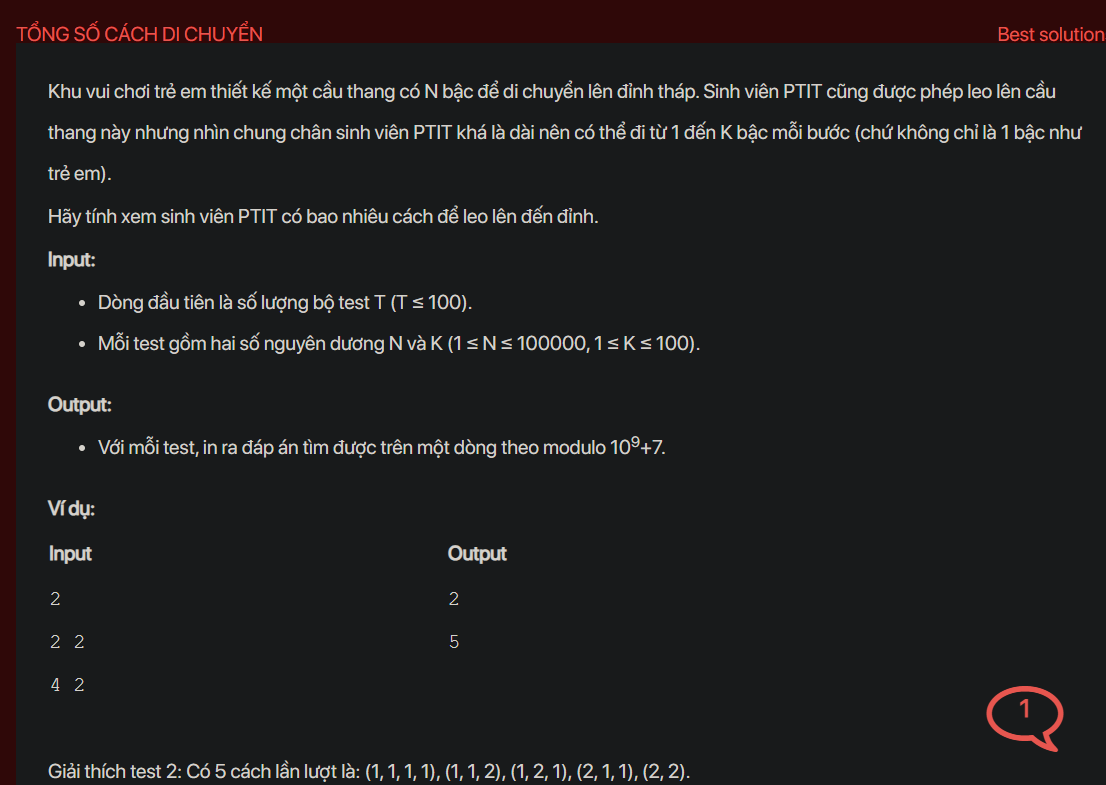 TỔNG SỐ CÁCH DI CHUYỂN Best solution
Khu vui chơi trẻ em thiết kế một cầu thang có N bậc để di chuyển lên đỉnh tháp. Sinh viên PTIT cũng được phép leo lên cầu
thang này nhưng nhìn chung chân sinh viên PTIT khá là dài nên có thể đi từ 1 đến K bậc mỗi bước (chứ không chỉ là 1 bậc như
trẻ em).
Hãy tính xem sinh viên PTIT có bao nhiêu cách để leo lên đến đỉnh.
Input:
• Dòng đầu tiên là số lượng bộ test T (T ≤ 100).
• Mỗi test gồm hai số nguyên dương N và K (1 ≤ N ≤ 100000, 1 ≤ K ≤ 100).
Output:
• Với mỗi test, in ra đáp án tìm được trên một dòng theo modulo 10⁹+7.
Ví dụ:
Input Output
2 2
2 2 5
4 2
1
Giải thích test 2: Có 5 cách lần lượt là: (1, 1, 1, 1), (1, 1, 2), (1, 2, 1), (2, 1, 1), (2, 2).